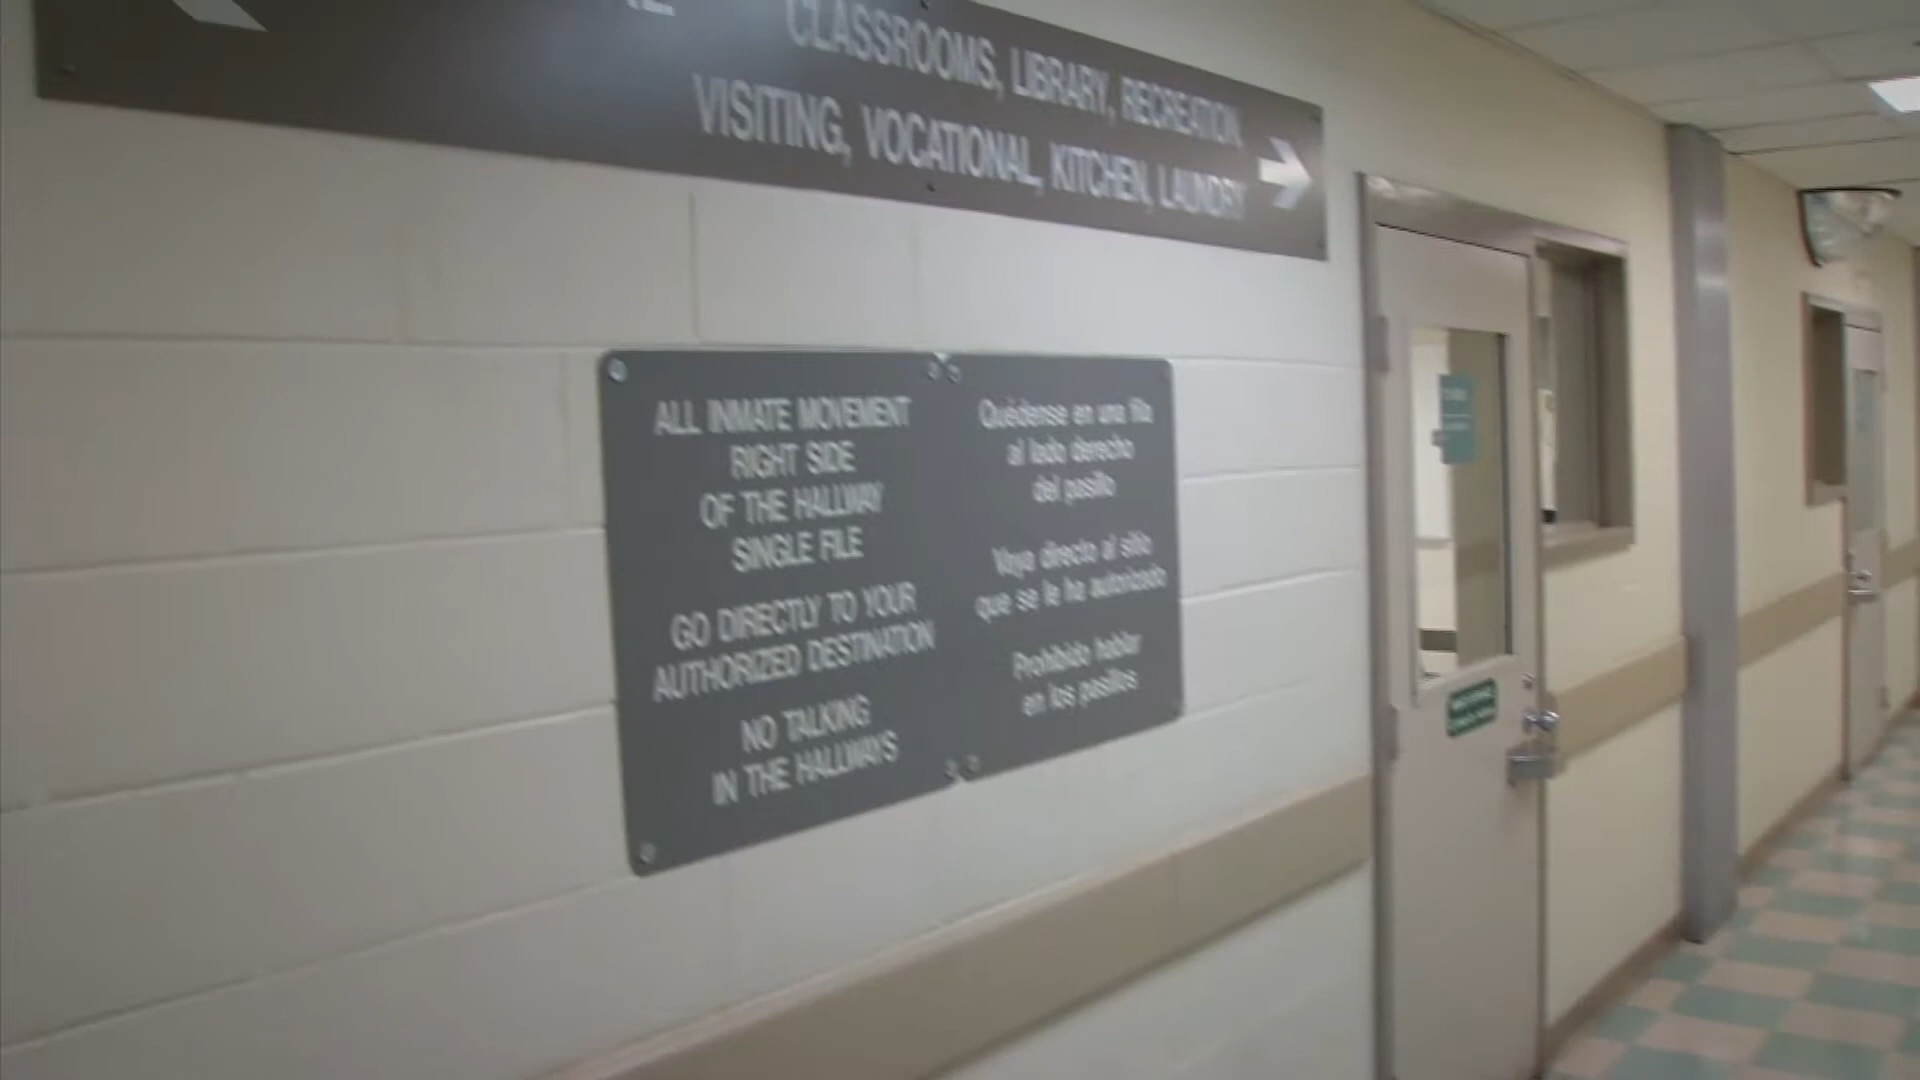 CLASSROOMS, LIBRARY, RECREATION
VISITING, VOCATIONAL, KITCHEN, LAUNDRY
ALL INMATE MOVEMENT
RIGHT SIDE
OF THE HALLWAY
SINGLE FILE
GO DIRECTLY TO YOUR
AUTHORIZED DESTINATION
NO TALKING
IN THE HALLWAYS
Quédense en una fila
al lado derecho
del pasillo
Vaya directo al sitio
que se le ha autorizado
Prohibido hablar
en los pasillos